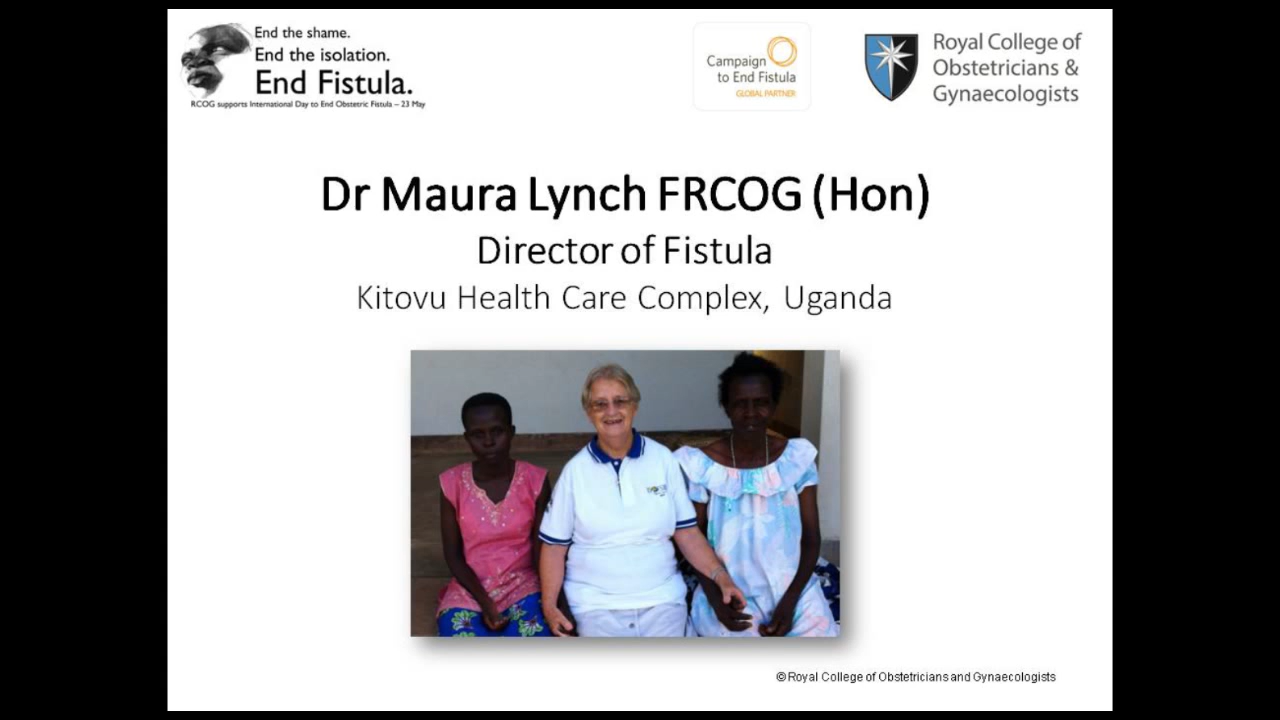 End the shame.
End the isolation.
End Fistula.
RCOG supports International Day to End Obstetric Fistula – 23 May
Campaign
to End Fistula
GLOBAL PARTNER
Royal College of
Obstetricians &
Gynaecologists
Dr Maura Lynch FRCOG (Hon)
Director of Fistula
Kitovu Health Care Complex, Uganda
© Royal College of Obstetricians and Gynaecologists